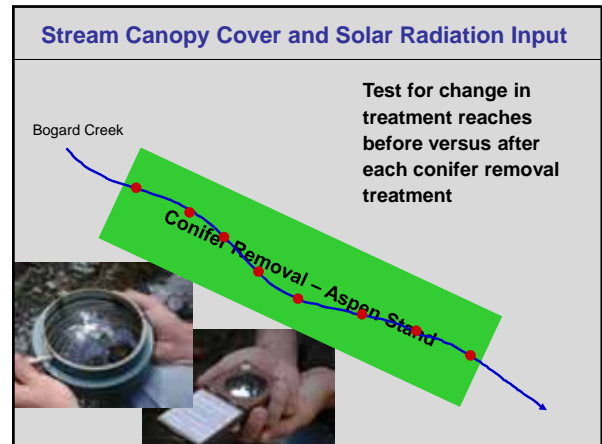 Stream Canopy Cover and Solar Radiation Input
Test for change in
treatment reaches
before versus after
each conifer removal
treatment
Bogard Creek
Conifer Removal – Aspen Stand